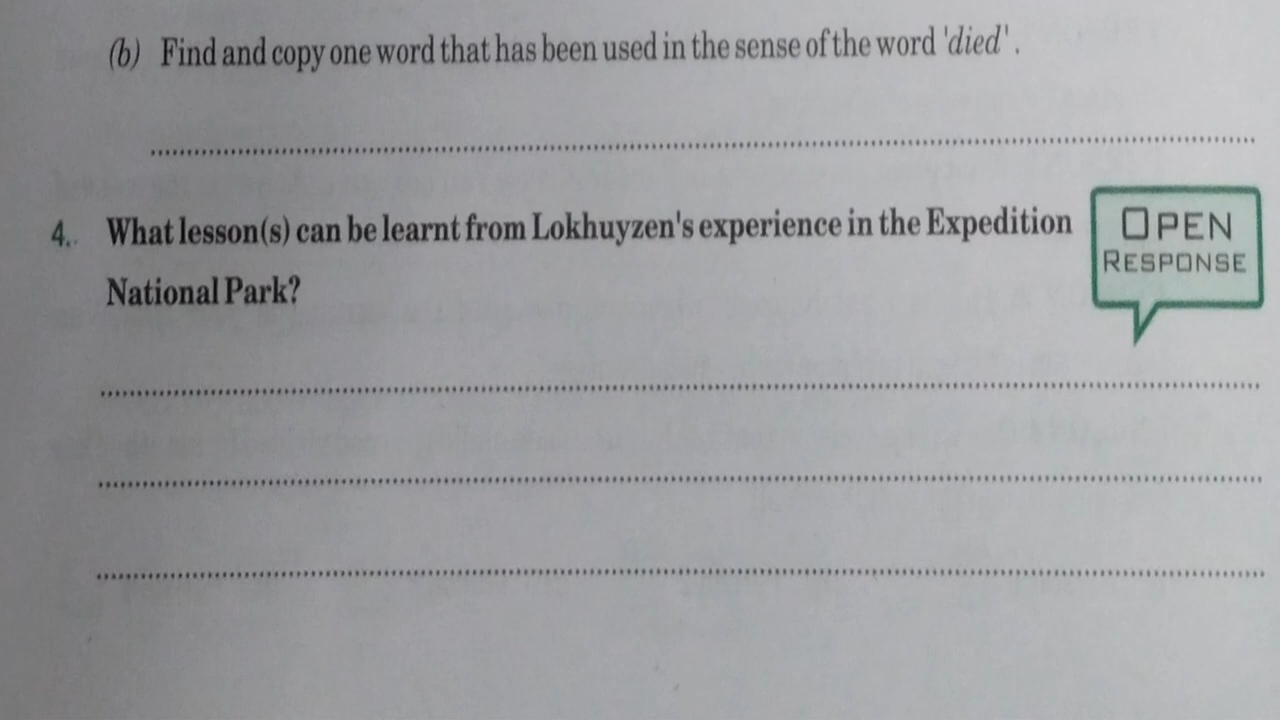 (b) Find and copy one word that has been used in the sense of the word 'died'.
4. What lesson(s) can be learnt from Lokhuyzen's experience in the Expedition
National Park?
OPEN
RESPONSE